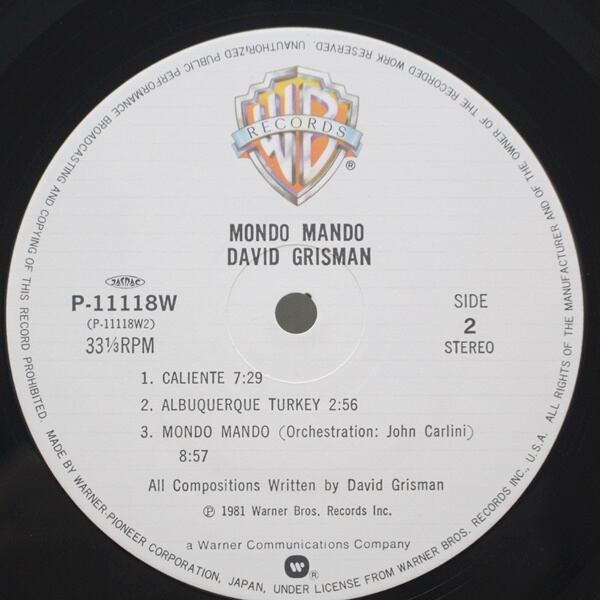 WB
RECORDS
®
MONDO MANDO
DAVID GRISMAN
JASRAC
P-11118W
(P-11118W2)
33⅓RPM
SIDE
2
STEREO
1. CALIENTE 7:29
2. ALBUQUERQUE TURKEY 2:56
3. MONDO MANDO (Orchestration: John Carlini)
8:57
All Compositions Written by David Grisman
℗ 1981 Warner Bros. Records Inc.
a Warner Communications Company
®
MADE BY WARNER-PIONEER CORPORATION, JAPAN, UNDER LICENSE FROM WARNER BROS. RECORDS INC., U.S.A. ALL RIGHTS OF THE MANUFACTURER AND OF THE OWNER OF THE RECORDED WORK RESERVED. UNAUTHORIZED PUBLIC PERFORMANCE BROADCASTING AND COPYING OF THIS RECORD PROHIBITED.